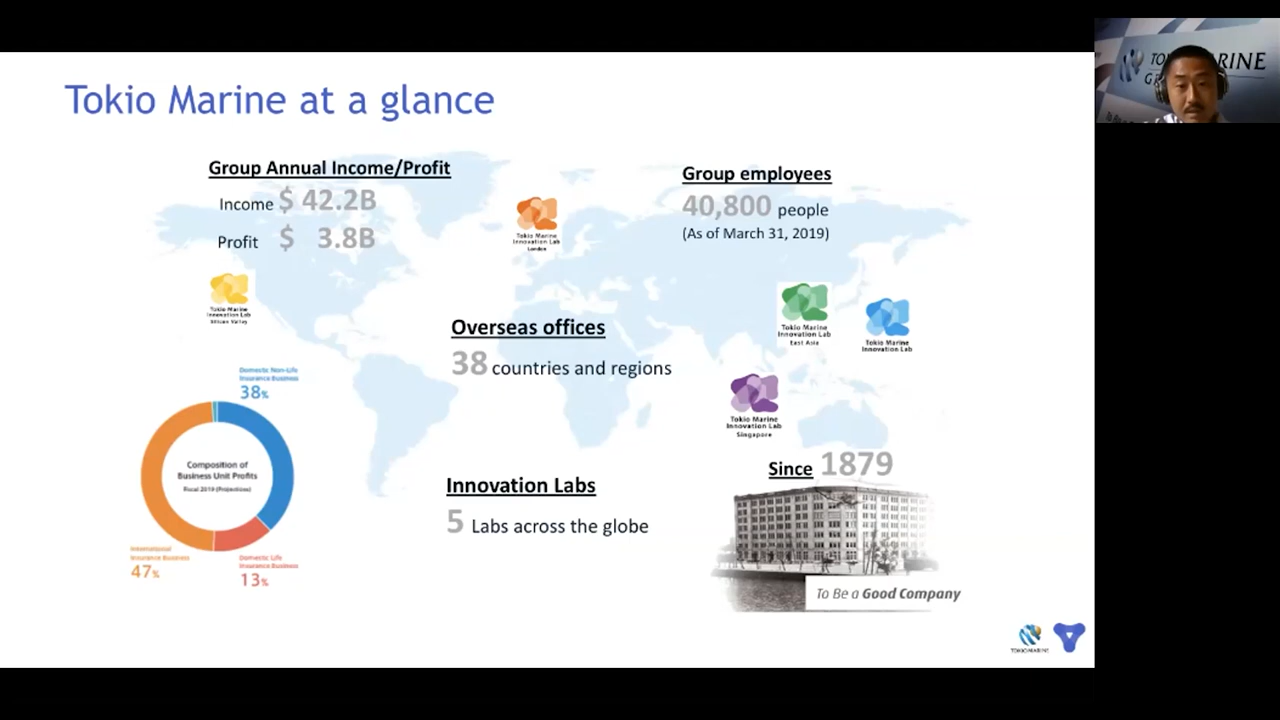 Tokio Marine at a glance
Group Annual Income/Profit
Income $ 42.2B
Profit $ 3.8B
Group employees
40,800 people
(As of March 31, 2019)
Tokio Marine
Innovation Lab
London
Tokio Marine
Innovation Lab
Silicon Valley
Tokio Marine
Innovation Lab
East Asia
Tokio Marine
Innovation Lab
Overseas offices
38 countries and regions
Tokio Marine
Innovation Lab
Singapore
Domestic Non-Life
Insurance Business
38%
Composition of
Business Unit Profits
Fiscal 2019 (Projections)
International
Insurance Business
47%
Domestic Life
Insurance Business
13%
Innovation Labs
5 Labs across the globe
Since 1879
To Be a Good Company
TOKIO MARINE